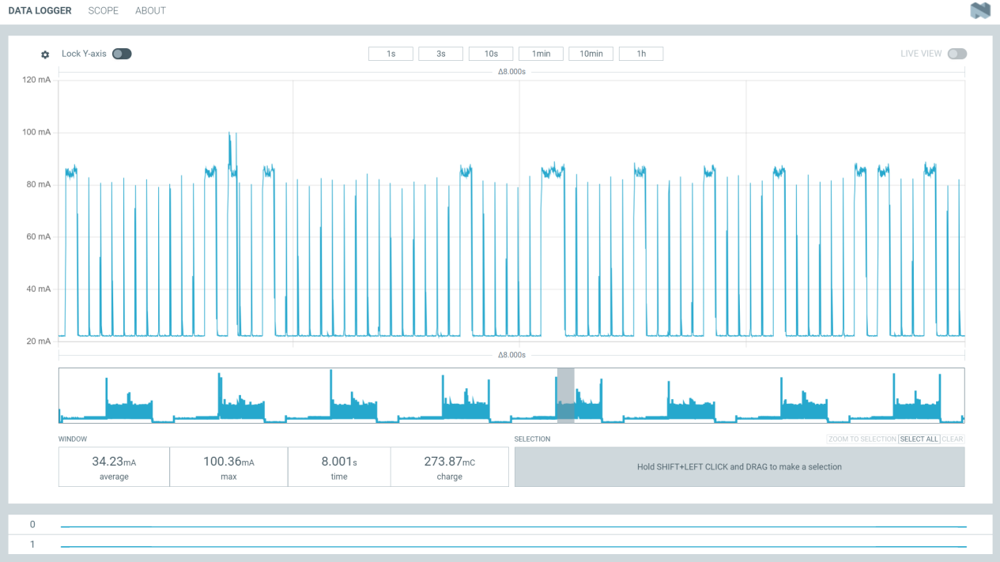 DATA LOGGER SCOPE ABOUT
Lock Y-axis 1s 3s 10s 1min 10min 1h LIVE VIEW
Δ8.000s
120 mA
100 mA
80 mA
60 mA
40 mA
20 mA
Δ8.000s
WINDOW SELECTION ZOOM TO SELECTION SELECT ALL CLEAR
34.23mA 100.36mA 8.001s 273.87mC
average max time charge
Hold SHIFT+LEFT CLICK and DRAG to make a selection
0
1